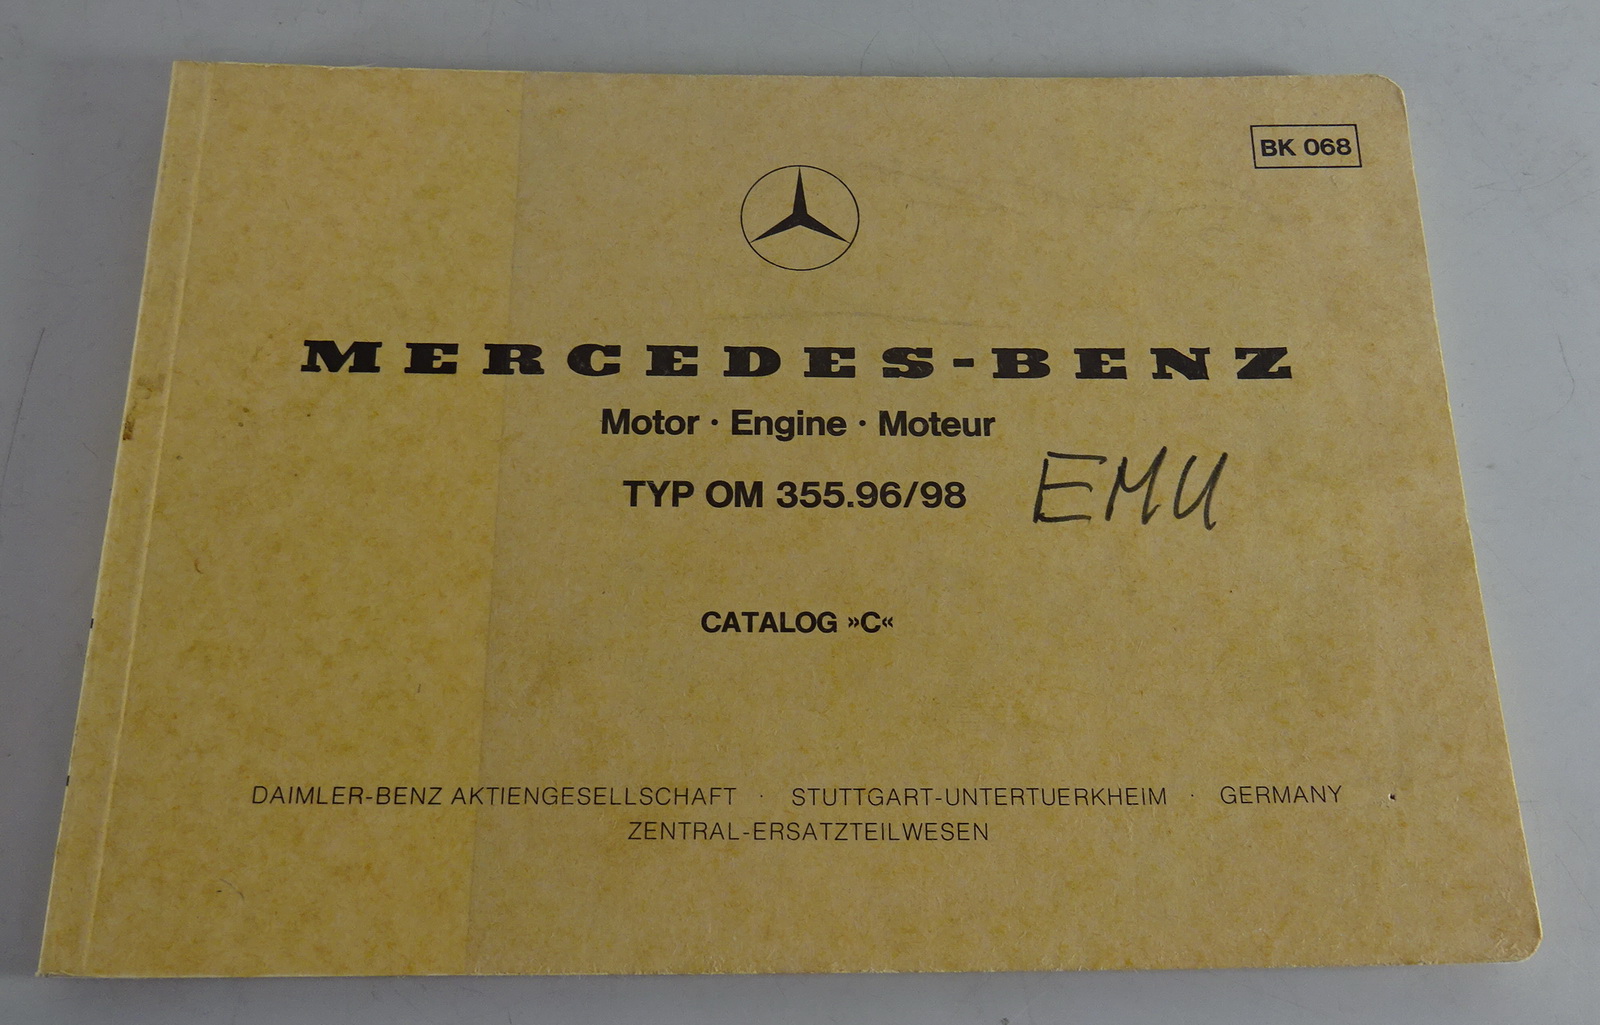 BK 068
MERCEDES-BENZ
Motor · Engine · Moteur
TYP OM 355.96/98 EMU
CATALOG »C«
DAIMLER-BENZ AKTIENGESELLSCHAFT · STUTTGART-UNTERTUERKHEIM · GERMANY
ZENTRAL-ERSATZTEILWESEN